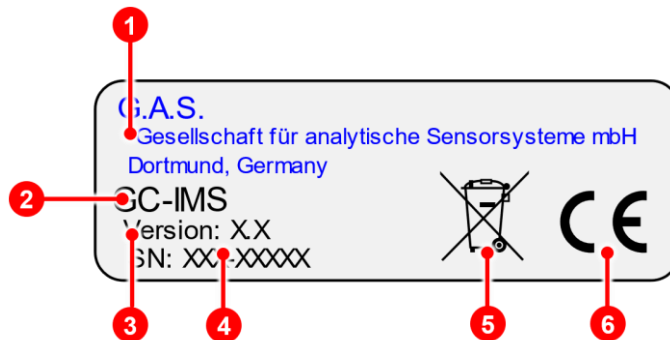 1
G.A.S.
Gesellschaft für analytische Sensorsysteme mbH
Dortmund, Germany
2
GC-IMS
Version: X.X
SN: XXX-XXXXX
CE
3
4
5
6